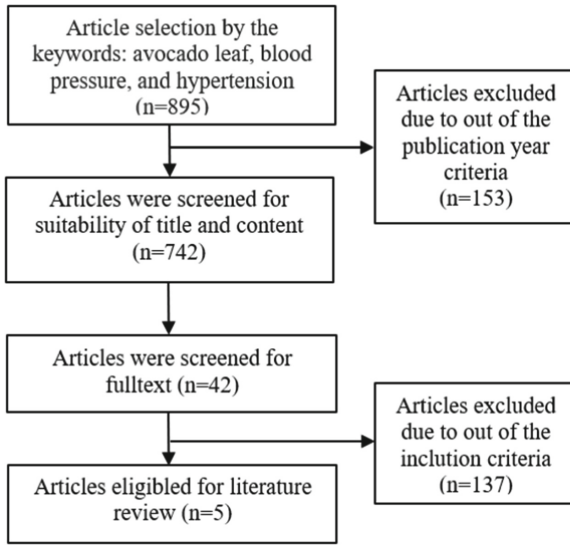 Article selection by the
keywords: avocado leaf, blood
pressure, and hypertension
(n=895)
Articles excluded
due to out of the
publication year
criteria
(n=153)
Articles were screened for
suitability of title and content
(n=742)
Articles were screened for
fulltext (n=42)
Articles excluded
due to out of the
inclution criteria
(n=137)
Articles eligibled for literature
review (n=5)